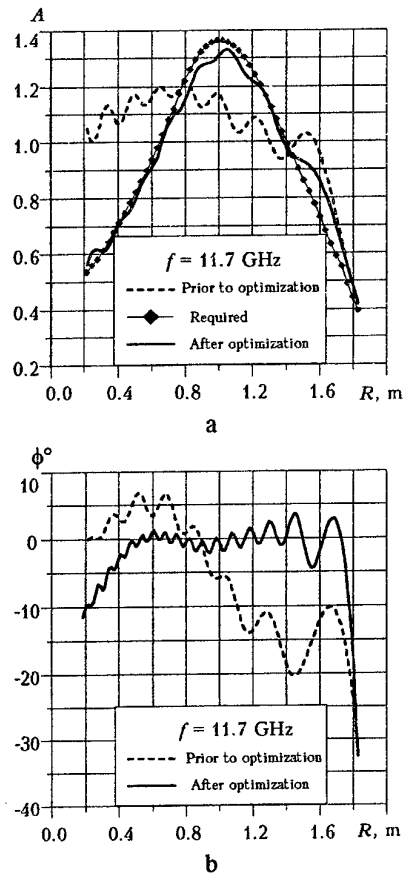 A
1.4
1.2
1.0
0.8
0.6
0.4
0.2
f = 11.7 GHz
Prior to optimization
Required
After optimization
0.0 0.4 0.8 1.2 1.6 R, m
a
ϕ°
10
0
-10
-20
-30
-40
f = 11.7 GHz
Prior to optimization
After optimization
0.0 0.4 0.8 1.2 1.6 R, m
b